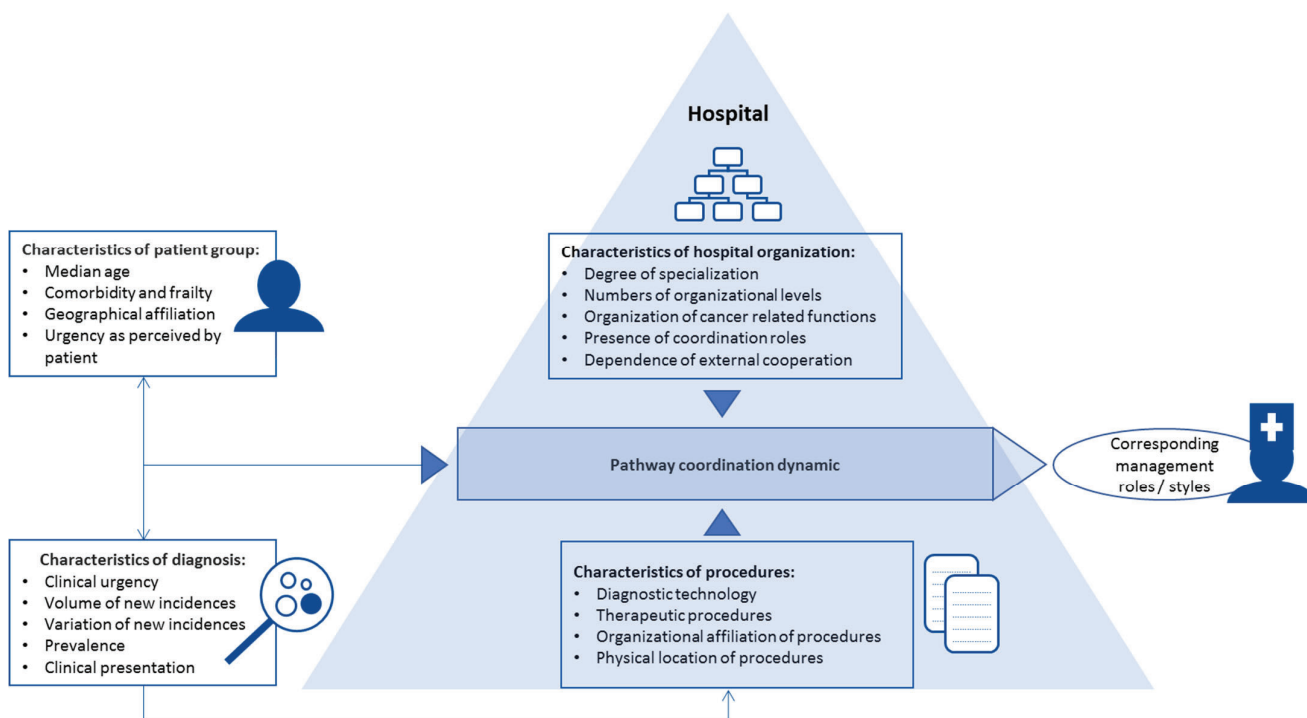 Hospital
Characteristics of patient group:
• Median age
• Comorbidity and frailty
• Geographical affiliation
• Urgency as perceived by
patient
Characteristics of hospital organization:
• Degree of specialization
• Numbers of organizational levels
• Organization of cancer related functions
• Presence of coordination roles
• Dependence of external cooperation
Pathway coordination dynamic
Corresponding
management
roles / styles
Characteristics of diagnosis:
• Clinical urgency
• Volume of new incidences
• Variation of new incidences
• Prevalence
• Clinical presentation
Characteristics of procedures:
• Diagnostic technology
• Therapeutic procedures
• Organizational affiliation of procedures
• Physical location of procedures